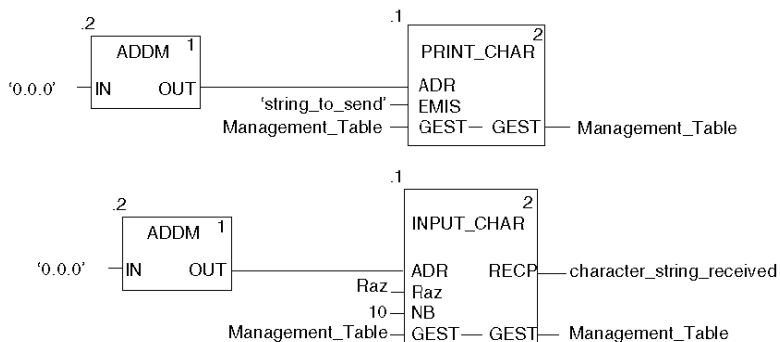 .1
.2
ADDM 1
PRINT_CHAR 2
‘0.0.0’ IN OUT ADR
‘string_to_send’ EMIS
Management_Table GEST GEST Management_Table
.1
.2
ADDM 1
INPUT_CHAR 2
‘0.0.0’ IN OUT ADR RECP character_string_received
Raz Raz
10 NB
Management_Table GEST GEST Management_Table